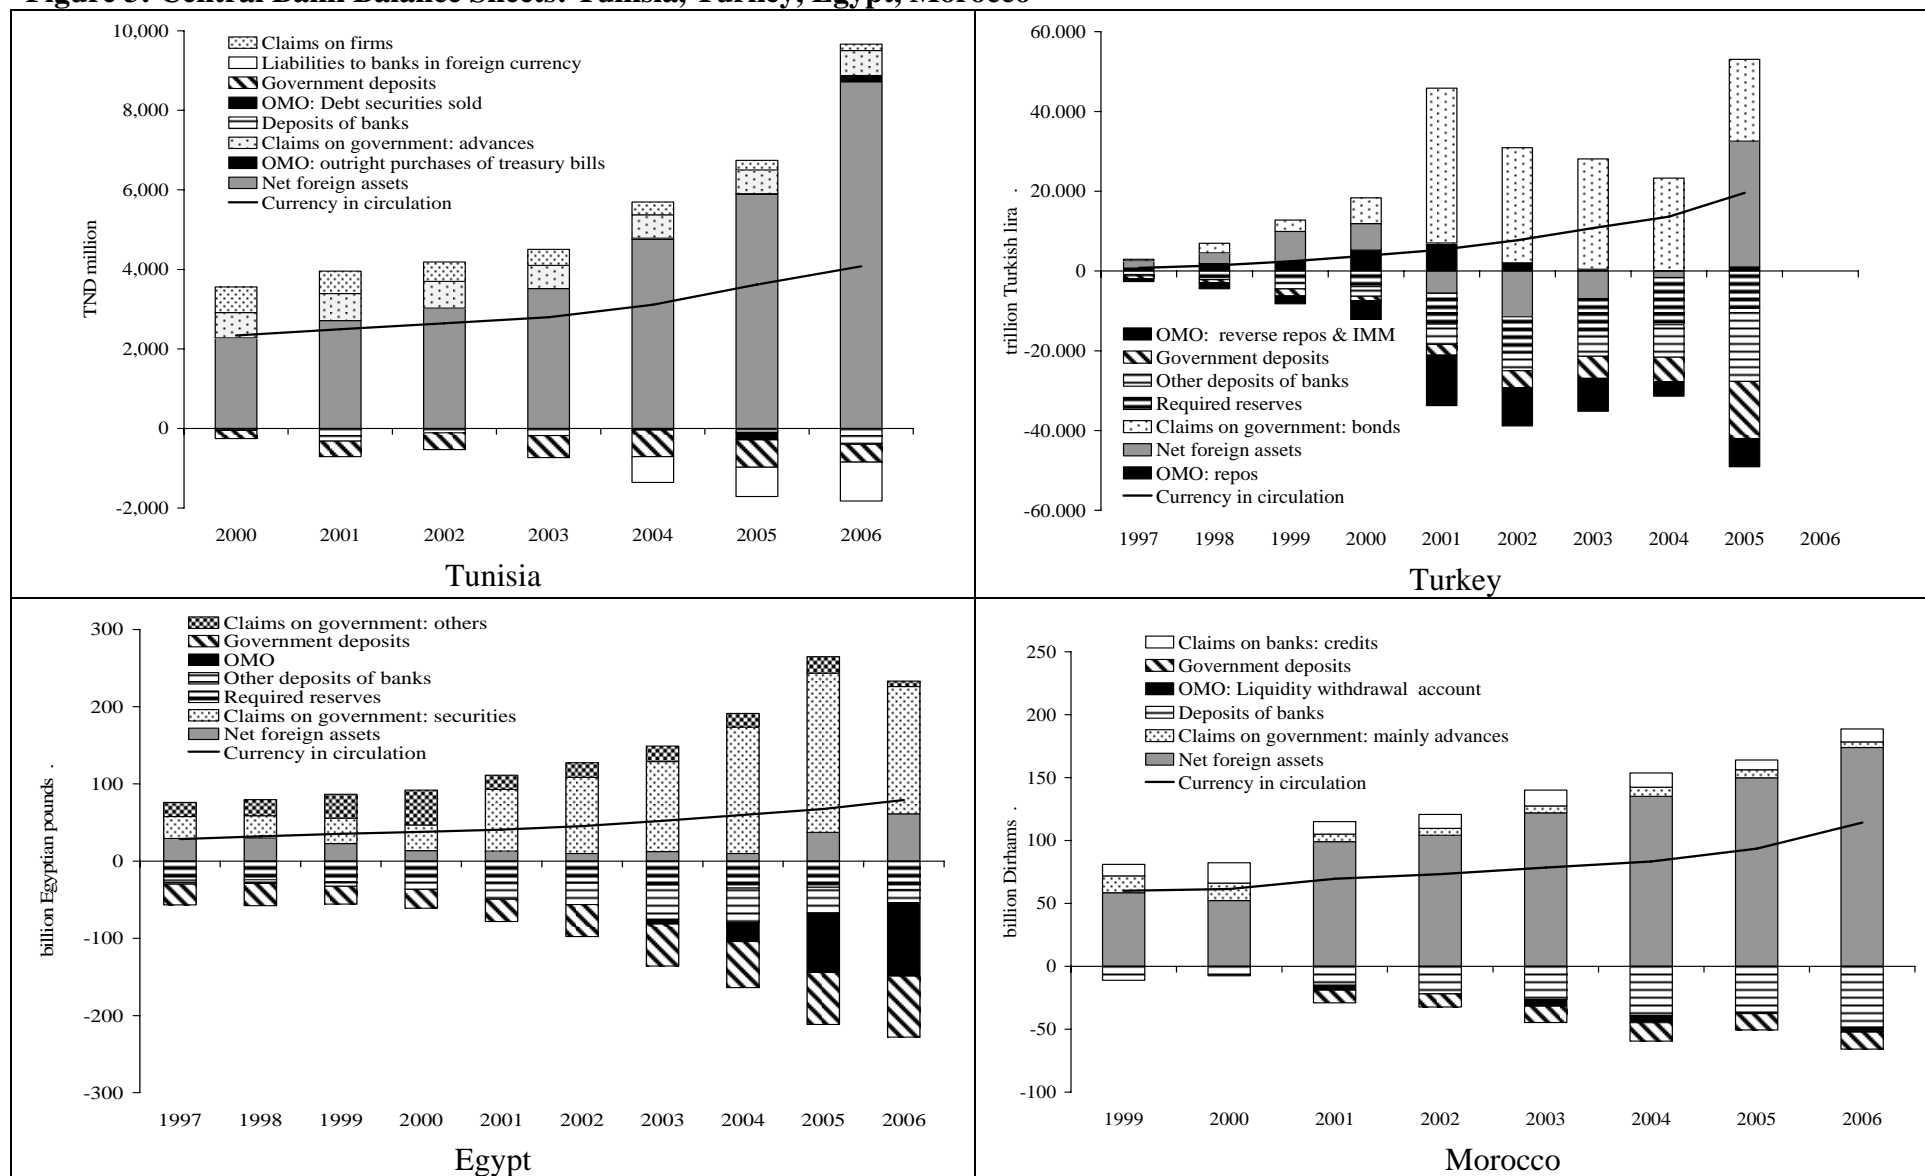 Figure 3: Central Bank Balance Sheets: Tunisia, Turkey, Egypt, Morocco
10,000
8,000
6,000
4,000
2,000
0
-2,000
TND million
Claims on firms
Liabilities to banks in foreign currency
Government deposits
OMO: Debt securities sold
Deposits of banks
Claims on government: advances
OMO: outright purchases of treasury bills
Net foreign assets
Currency in circulation
2000 2001 2002 2003 2004 2005 2006
Tunisia
60.000
40.000
20.000
0
-20.000
-40.000
-60.000
trillion Turkish lira .
OMO: reverse repos & IMM
Government deposits
Other deposits of banks
Required reserves
Claims on government: bonds
Net foreign assets
OMO: repos
Currency in circulation
1997 1998 1999 2000 2001 2002 2003 2004 2005 2006
Turkey
300
200
100
0
-100
-200
-300
billion Egyptian pounds .
Claims on government: others
Government deposits
OMO
Other deposits of banks
Required reserves
Claims on government: securities
Net foreign assets
Currency in circulation
1997 1998 1999 2000 2001 2002 2003 2004 2005 2006
Egypt
250
200
150
100
50
0
-50
-100
billion Dirhams .
Claims on banks: credits
Government deposits
OMO: Liquidity withdrawal account
Deposits of banks
Claims on government: mainly advances
Net foreign assets
Currency in circulation
1999 2000 2001 2002 2003 2004 2005 2006
Morocco